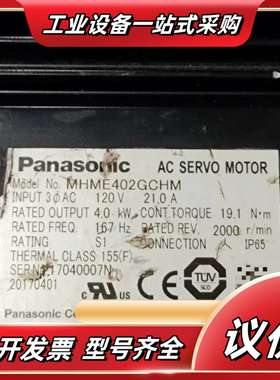 工业设备一站式采购
Panasonic AC SERVO MOTOR
Model No. MHME402GCHM
INPUT 3ΦAC 120 V 21.0 A
RATED OUTPUT 4.0 kW CONT.TORQUE 19.1 N·m
RATED FREQ. 167 Hz RATED REV. 2000 r/min
RATING S1 CONNECTION IP65
THERMAL CLASS 155(F)
SER 17040007N
20170401
TÜV
Panasonic Co
开发票 型号齐全
议价